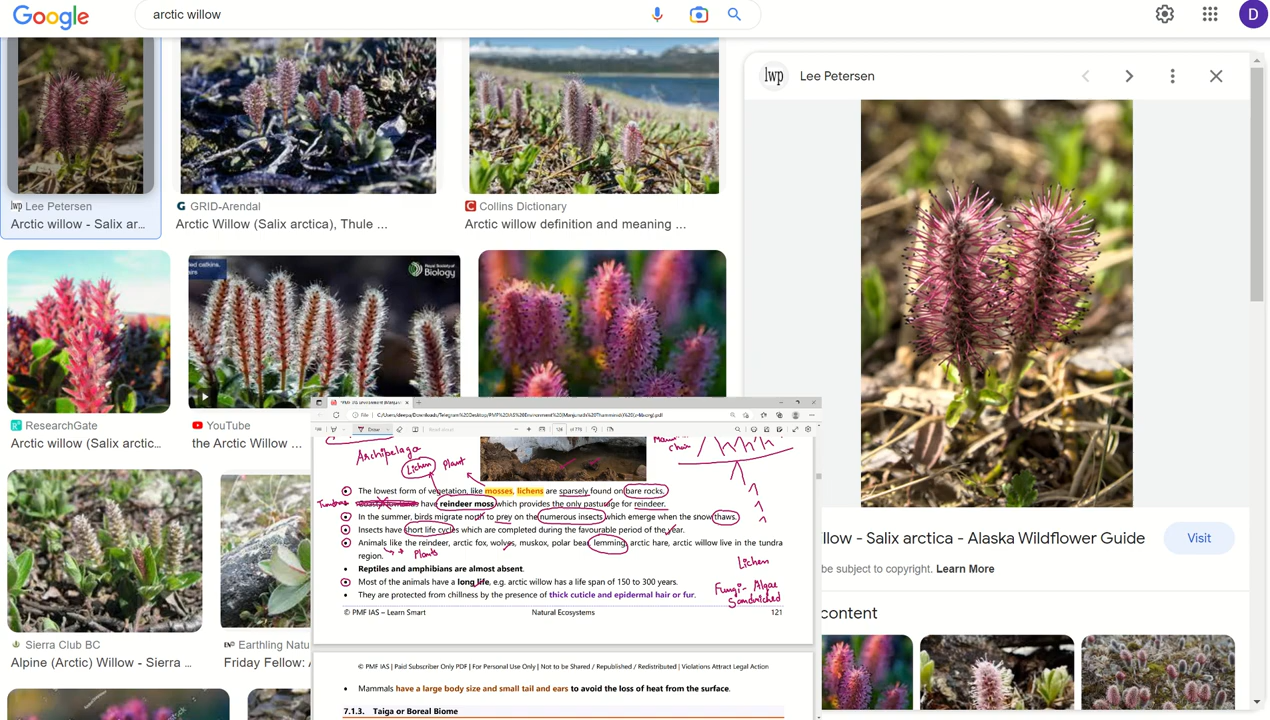 Google
arctic willow
D
lwp Lee Petersen
Arctic willow - Salix ar...
GRID-Arendal
Arctic Willow (Salix arctica), Thule ...
Collins Dictionary
Arctic willow definition and meaning ...
lwp Lee Petersen
Royal Society of
Biology
ResearchGate
Arctic willow (Salix arctic...
YouTube
the Arctic Willow ...
Sierra Club BC
Alpine (Arctic) Willow - Sierra ...
Earthling Natu
Friday Fellow: A
Archipelago
Lichen
Plant
The lowest form of vegetation, like mosses, lichens are sparsely found on bare rocks.
have reindeer moss which provides the only pasturage for reindeer.
In the summer, birds migrate north to prey on the numerous insects which emerge when the snow thaws.
Insects have short life cycles which are completed during the favourable period of the year.
Animals like the reindeer, arctic fox, wolves, muskox, polar bear, lemming, arctic hare, arctic willow live in the tundra
region.
Plants
• Reptiles and amphibians are almost absent.
Most of the animals have a long life, e.g. arctic willow has a life span of 150 to 300 years.
• They are protected from chillness by the presence of thick cuticle and epidermal hair or fur.
Lichen
Fungi - Algae
Sandwiched
© PMF IAS – Learn Smart
Natural Ecosystems
121
© PMF IAS | Paid Subscriber Only PDF | For Personal Use Only | Not to be Shared / Republished / Redistributed | Violations Attract Legal Action
• Mammals have a large body size and small tail and ears to avoid the loss of heat from the surface.
7.1.3. Taiga or Boreal Biome
llow - Salix arctica - Alaska Wildflower Guide
Visit
be subject to copyright. Learn More
content